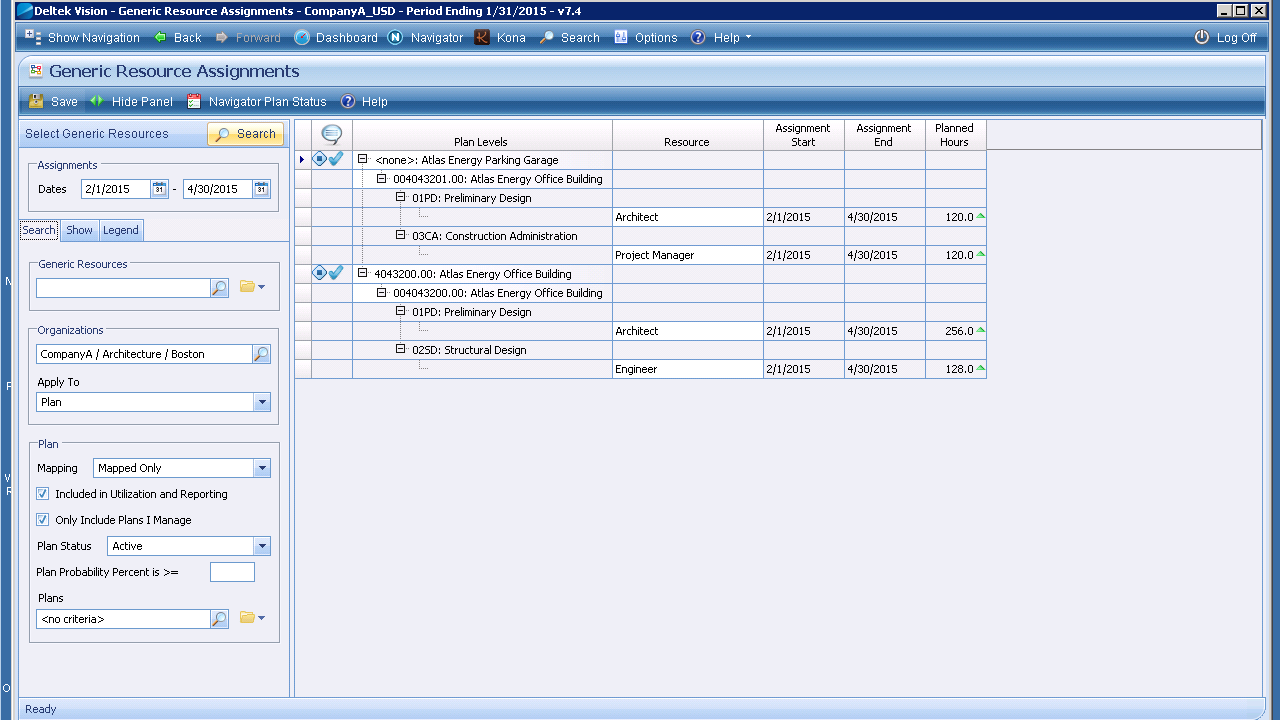 Deltek Vision - Generic Resource Assignments - CompanyA_USD - Period Ending 1/31/2015 - v7.4
Show Navigation Back Forward Dashboard Navigator Kona Search Options Help Log Off
Generic Resource Assignments
Save Hide Panel Navigator Plan Status Help
Select Generic Resources Search
Assignments
Dates 2/1/2015 31 - 4/30/2015 31
Search Show Legend
Generic Resources
Organizations
CompanyA / Architecture / Boston
Apply To
Plan
Plan
Mapping Mapped Only
Included in Utilization and Reporting
Only Include Plans I Manage
Plan Status Active
Plan Probability Percent is >=
Plans
<no criteria>
Plan Levels Resource Assignment Start Assignment End Planned Hours
<none>: Atlas Energy Parking Garage
004043201.00: Atlas Energy Office Building
01PD: Preliminary Design
Architect 2/1/2015 4/30/2015 120.0
03CA: Construction Administration
Project Manager 2/1/2015 4/30/2015 120.0
4043200.00: Atlas Energy Office Building
004043200.00: Atlas Energy Office Building
01PD: Preliminary Design
Architect 2/1/2015 4/30/2015 256.0
02SD: Structural Design
Engineer 2/1/2015 4/30/2015 128.0
Ready